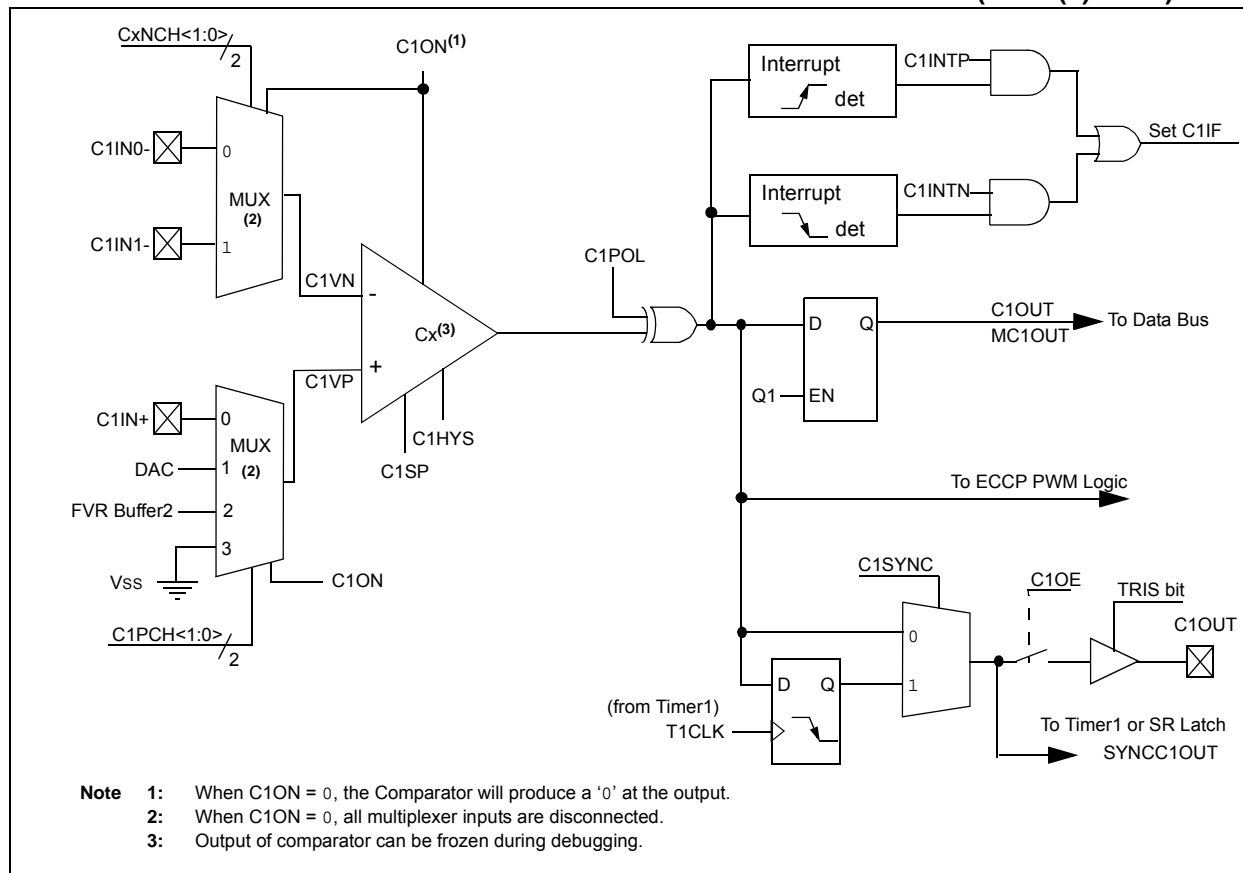 CxNCH<1:0>
2
C1ON(1)
C1IN0-
0
MUX
(2)
C1IN1-
1
C1VN
-
Cx(3)
+
C1VP
C1IN+
0
MUX
(2)
DAC
1
FVR Buffer2
2
3
VSS
C1ON
C1PCH<1:0>
2
C1HYS
C1SP
C1POL
Interrupt
det
C1INTP
Interrupt
det
C1INTN
Set C1IF
D Q
Q1
EN
C1OUT
MC1OUT
To Data Bus
To ECCP PWM Logic
C1SYNC
0
1
D Q
(from Timer1)
T1CLK
C1OE
TRIS bit
C1OUT
To Timer1 or SR Latch
SYNCC1OUT
Note 1: When C1ON = 0, the Comparator will produce a ‘0’ at the output.
2: When C1ON = 0, all multiplexer inputs are disconnected.
3: Output of comparator can be frozen during debugging.